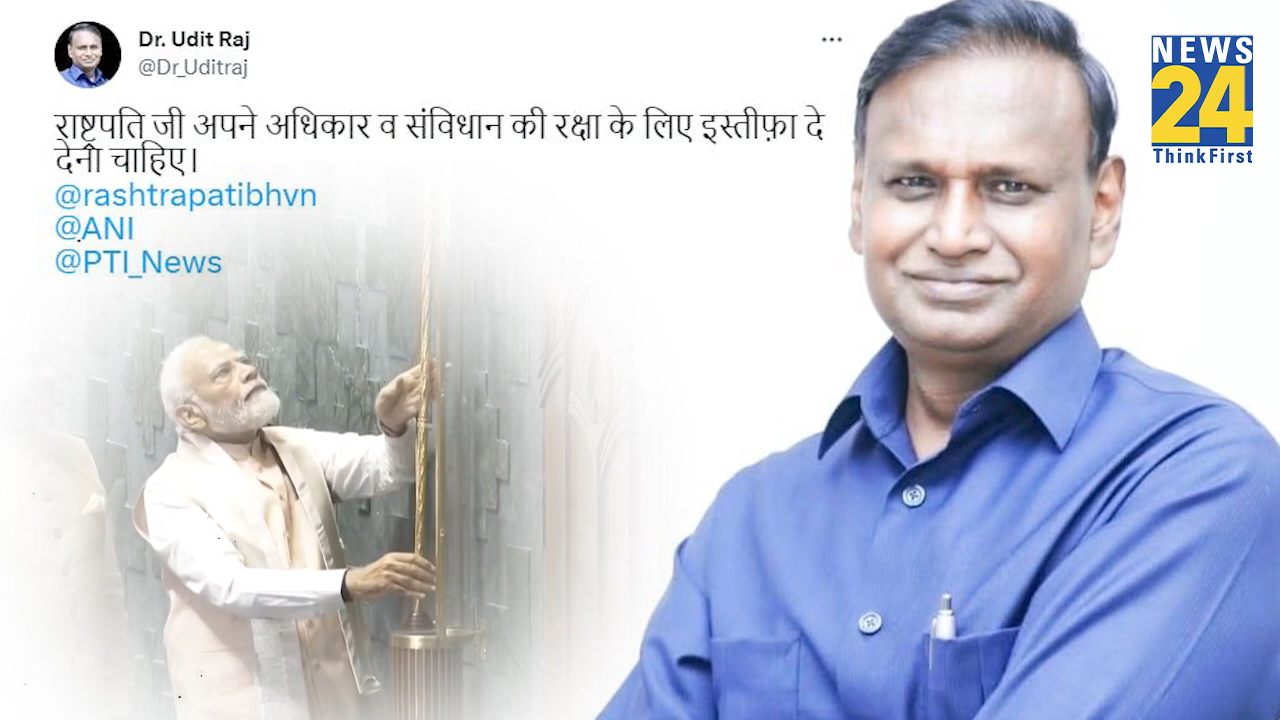 Dr. Udit Raj
@Dr_Uditraj
राष्ट्रपति जी अपने अधिकार व संविधान की रक्षा के लिए इस्तीफ़ा दे
देना चाहिए।
@rashtrapatibhvn
@ANI
@PTI_News
NEWS
24
ThinkFirst